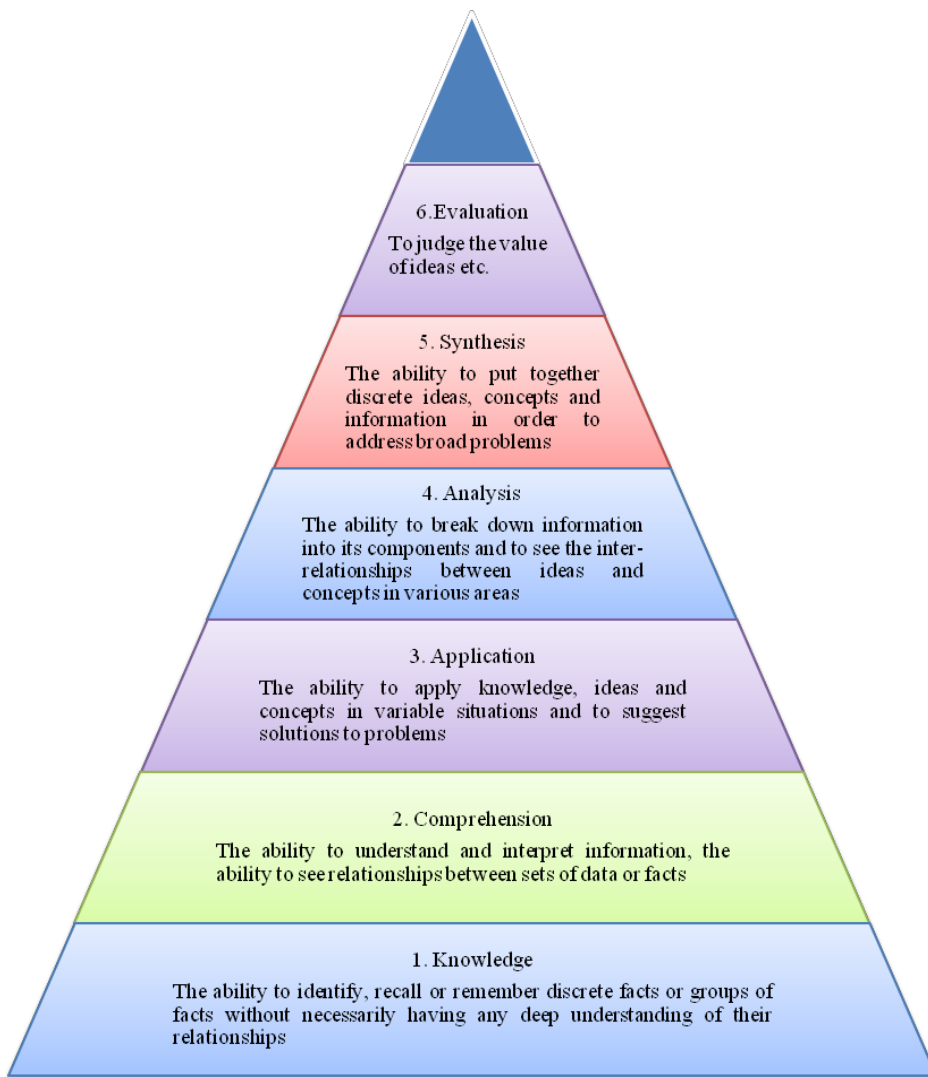 6.Evaluation
To judge the value
of ideas etc.
5. Synthesis
The ability to put together
discrete ideas, concepts and
information in order to
address broad problems
4. Analysis
The ability to break down information
into its components and to see the inter-
relationships between ideas and
concepts in various areas
3. Application
The ability to apply knowledge, ideas and
concepts in variable situations and to suggest
solutions to problems
2. Comprehension
The ability to understand and interpret information, the
ability to see relationships between sets of data or facts
1. Knowledge
The ability to identify, recall or remember discrete facts or groups of
facts without necessarily having any deep understanding of their
relationships